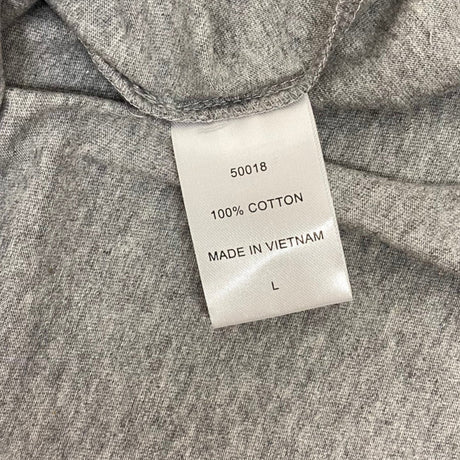 50018
100% COTTON
MADE IN VIETNAM
L